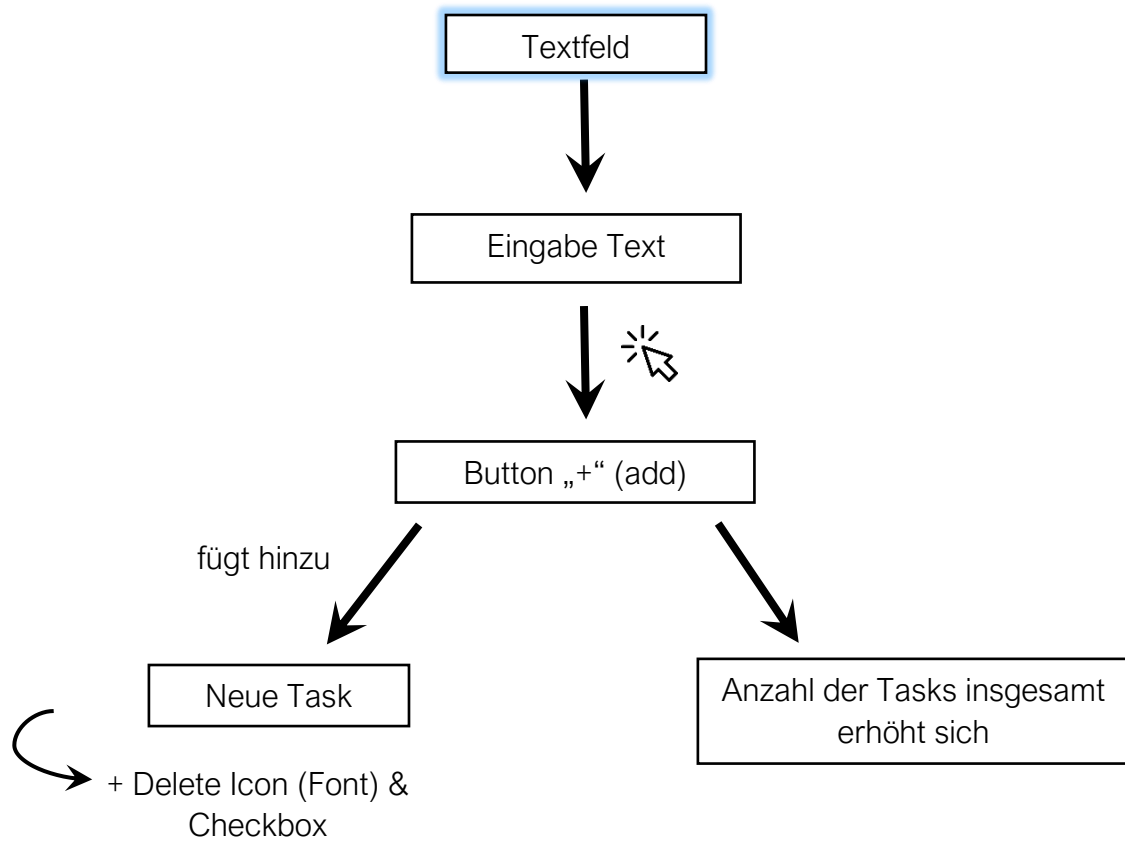 Textfeld
Eingabe Text
Button „+“ (add)
fügt hinzu
Neue Task
Anzahl der Tasks insgesamt
erhöht sich
+ Delete Icon (Font) &
Checkbox